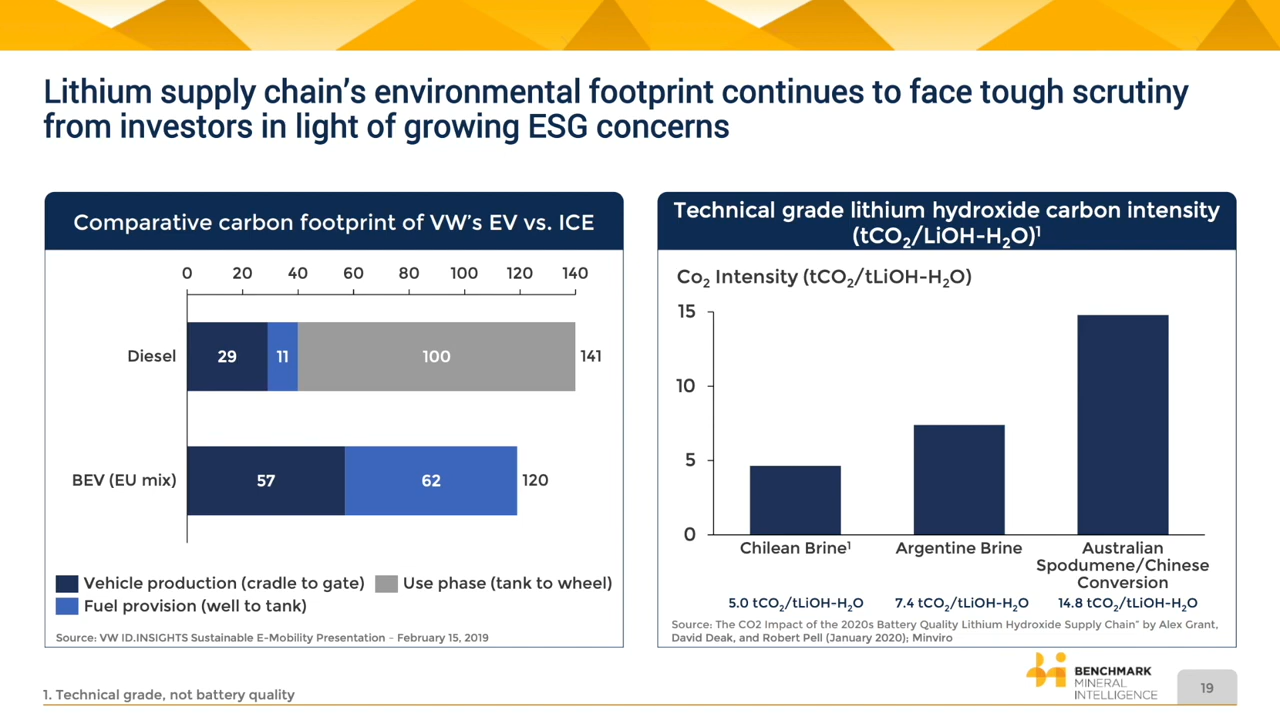 Lithium supply chain's environmental footprint continues to face tough scrutiny
from investors in light of growing ESG concerns
Comparative carbon footprint of VW's EV vs. ICE
0 20 40 60 80 100 120 140
Diesel 29 11 100 141
BEV (EU mix) 57 62 120
Vehicle production (cradle to gate) Use phase (tank to wheel)
Fuel provision (well to tank)
Source: VW ID.INSIGHTS Sustainable E-Mobility Presentation – February 15, 2019
Technical grade lithium hydroxide carbon intensity
(tCO₂/LiOH-H₂O)¹
Co₂ Intensity (tCO₂/tLiOH-H₂O)
15
10
5
0
Chilean Brine¹ Argentine Brine Australian
Spodumene/Chinese
Conversion
5.0 tCO₂/tLiOH-H₂O 7.4 tCO₂/tLiOH-H₂O 14.8 tCO₂/tLiOH-H₂O
Source: The CO2 Impact of the 2020s Battery Quality Lithium Hydroxide Supply Chain" by Alex Grant,
David Deak, and Robert Pell (January 2020); Minviro
1. Technical grade, not battery quality
BENCHMARK
MINERAL
INTELLIGENCE
19